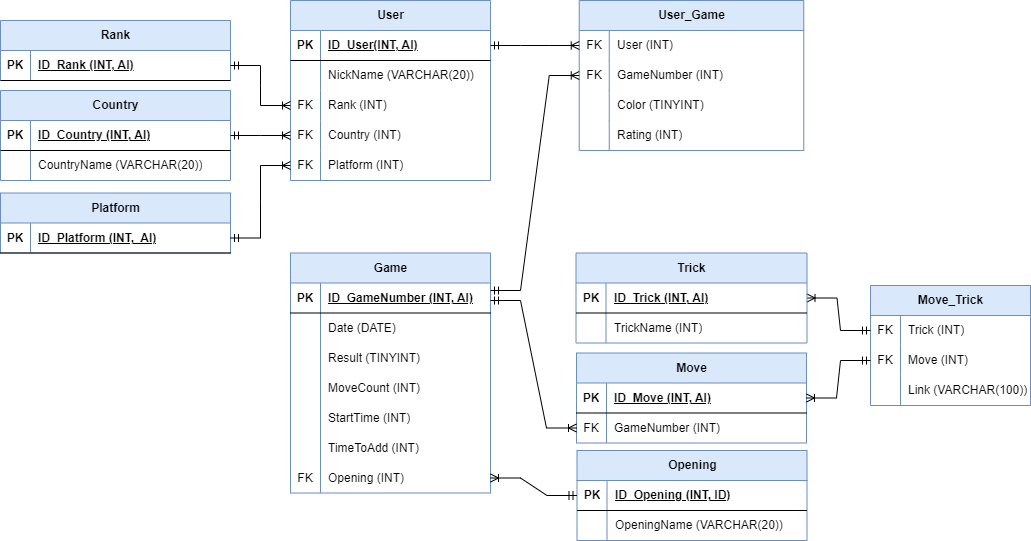 Rank
PK ID_Rank (INT, AI)
Country
PK ID_Country (INT, AI)
CountryName (VARCHAR(20))
Platform
PK ID_Platform (INT, AI)
User
PK ID_User(INT, AI)
NickName (VARCHAR(20))
FK Rank (INT)
FK Country (INT)
FK Platform (INT)
User_Game
FK User (INT)
FK GameNumber (INT)
Color (TINYINT)
Rating (INT)
Game
PK ID_GameNumber (INT, AI)
Date (DATE)
Result (TINYINT)
MoveCount (INT)
StartTime (INT)
TimeToAdd (INT)
FK Opening (INT)
Trick
PK ID_Trick (INT, AI)
TrickName (INT)
Move
PK ID_Move (INT, AI)
FK GameNumber (INT)
Opening
PK ID_Opening (INT, ID)
OpeningName (VARCHAR(20))
Move_Trick
FK Trick (INT)
FK Move (INT)
Link (VARCHAR(100))